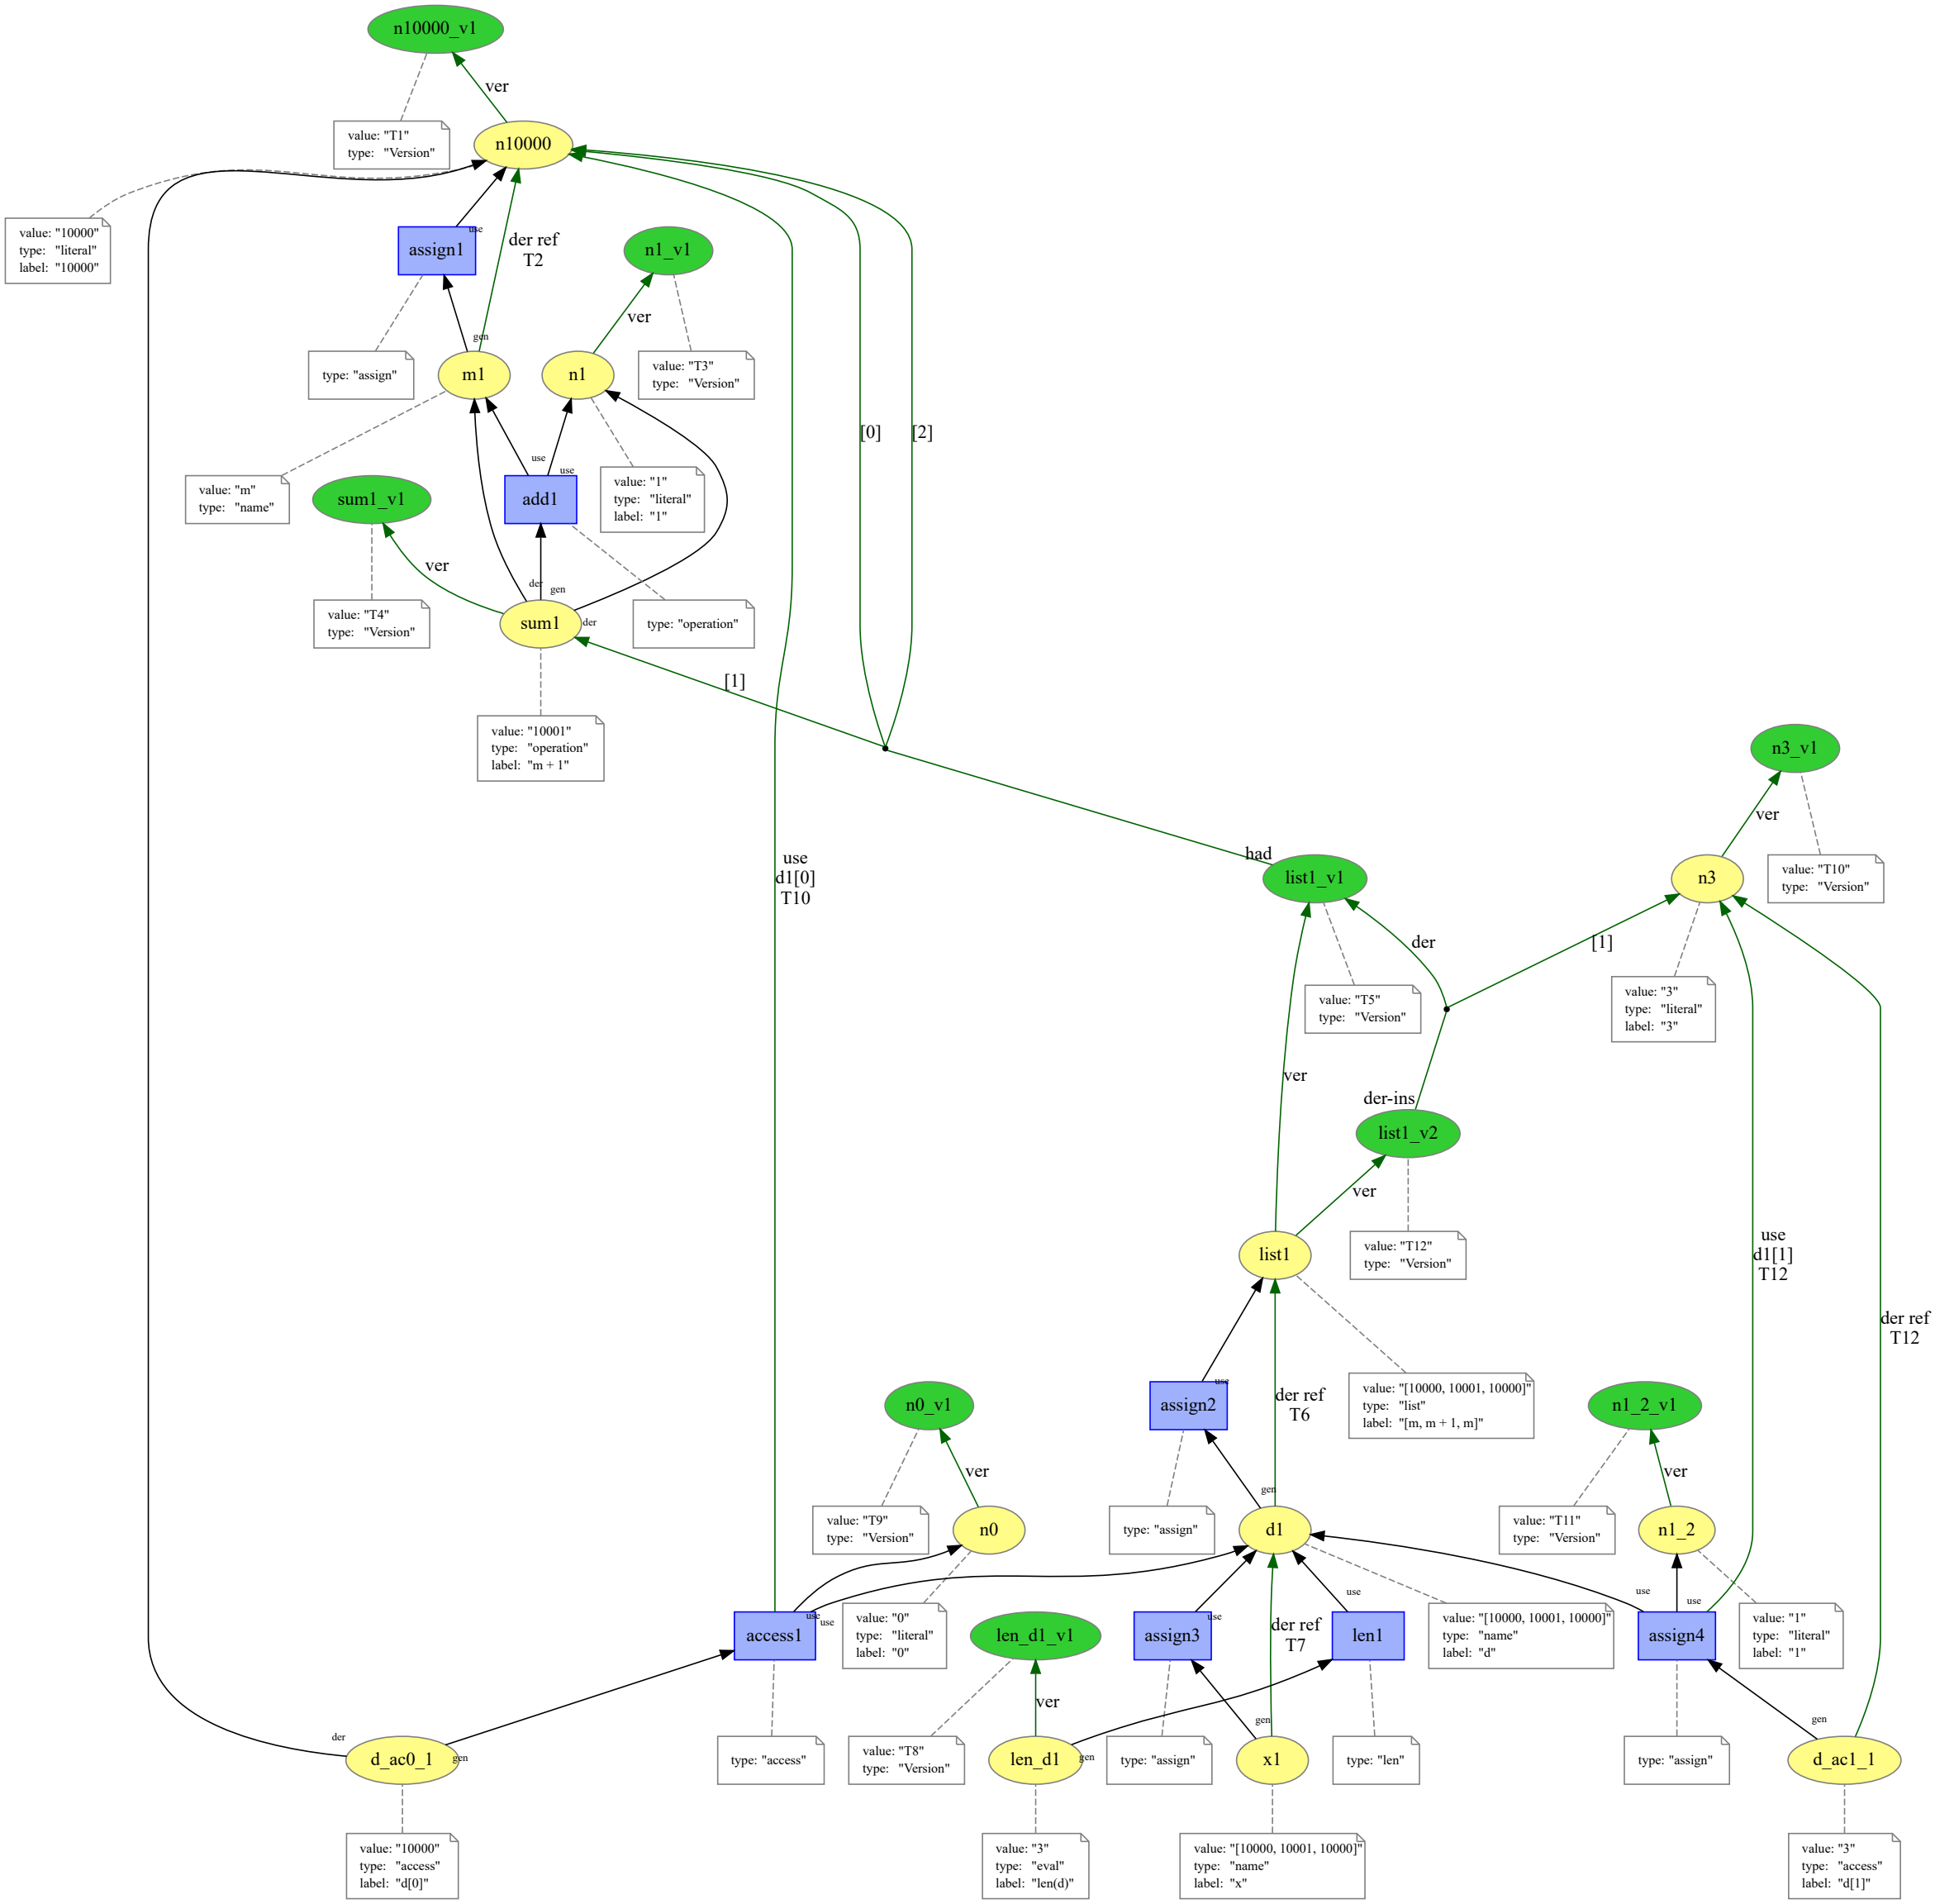 n10000_v1
ver
value: "T1"
type: "Version"
n10000
value: "10000"
type: "literal"
label: "10000"
use
assign1
der ref
T2
n1_v1
ver
gen
type: "assign"
m1
n1
value: "T3"
type: "Version"
[0]
[2]
use
use
value: "m"
type: "name"
sum1_v1
add1
value: "1"
type: "literal"
label: "1"
ver
der
gen
value: "T4"
type: "Version"
sum1
der
type: "operation"
[1]
value: "10001"
type: "operation"
label: "m + 1"
n3_v1
ver
use
d1[0]
T10
had
list1_v1
n3
value: "T10"
type: "Version"
der
[1]
value: "T5"
type: "Version"
value: "3"
type: "literal"
label: "3"
ver
der-ins
list1_v2
ver
list1
value: "T12"
type: "Version"
use
d1[1]
T12
der ref
T12
use
n0_v1
assign2
der ref
T6
value: "[10000, 10001, 10000]"
type: "list"
label: "[m, m + 1, m]"
n1_2_v1
ver
gen
ver
value: "T9"
type: "Version"
n0
type: "assign"
d1
value: "T11"
type: "Version"
n1_2
use
use
use
use
use
use
access1
value: "0"
type: "literal"
label: "0"
len_d1_v1
assign3
der ref
T7
len1
value: "[10000, 10001, 10000]"
type: "name"
label: "d"
assign4
value: "1"
type: "literal"
label: "1"
ver
der
gen
gen
d_ac0_1
gen
type: "access"
value: "T8"
type: "Version"
len_d1
gen
type: "assign"
x1
type: "len"
type: "assign"
d_ac1_1
value: "10000"
type: "access"
label: "d[0]"
value: "3"
type: "eval"
label: "len(d)"
value: "[10000, 10001, 10000]"
type: "name"
label: "x"
value: "3"
type: "access"
label: "d[1]"